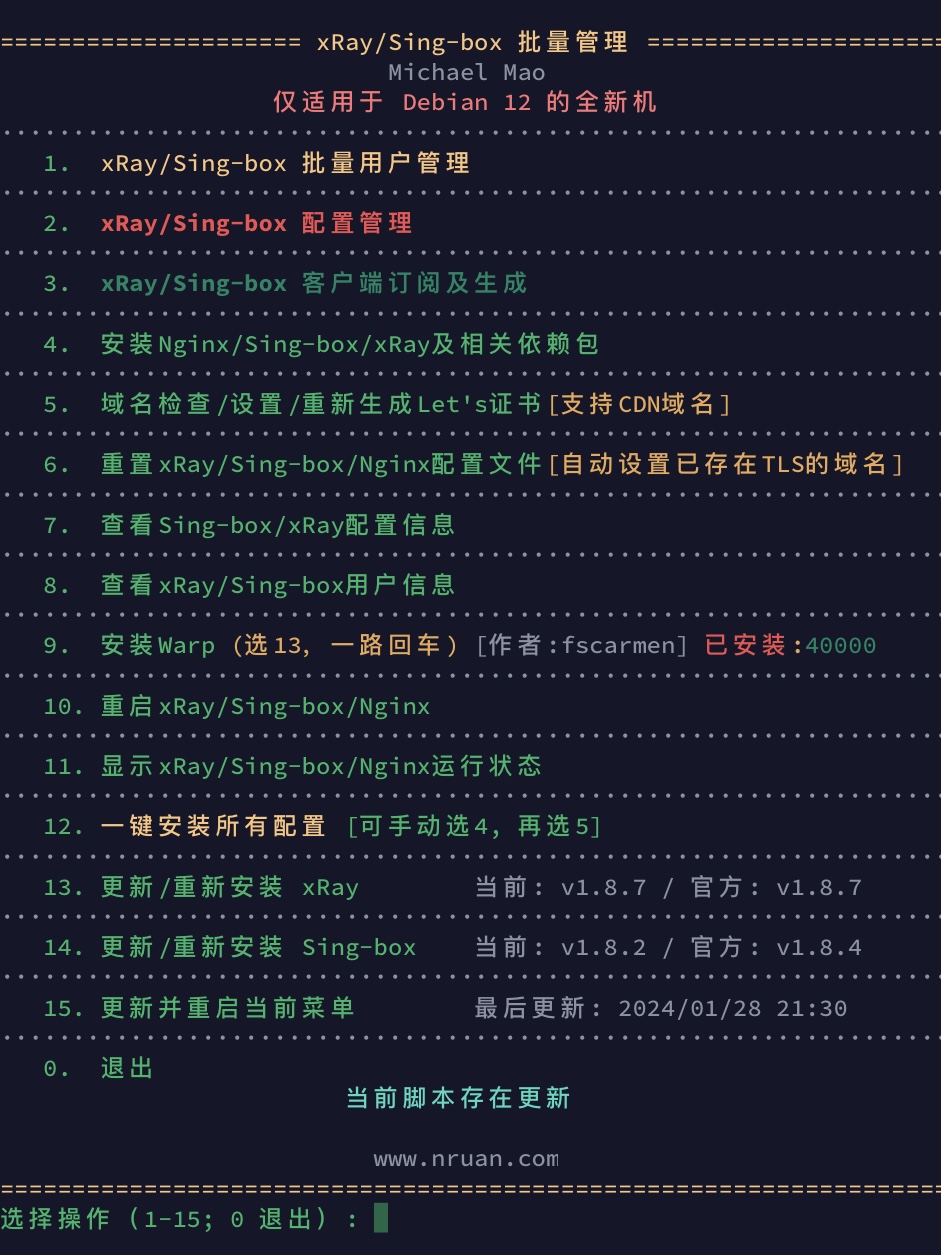 ===================== xRay/Sing-box 批量管理 =====================
Michael Mao
仅适用于 Debian 12 的全新机
1. xRay/Sing-box 批量用户管理
2. xRay/Sing-box 配置管理
3. xRay/Sing-box 客户端订阅及生成
4. 安装Nginx/Sing-box/xRay及相关依赖包
5. 域名检查/设置/重新生成Let's证书[支持CDN域名]
6. 重置xRay/Sing-box/Nginx配置文件[自动设置已存在TLS的域名]
7. 查看Sing-box/xRay配置信息
8. 查看xRay/Sing-box用户信息
9. 安装Warp (选13, 一路回车) [作者:fscarmen] 已安装:40000
10. 重启xRay/Sing-box/Nginx
11. 显示xRay/Sing-box/Nginx运行状态
12. 一键安装所有配置 [可手动选4, 再选5]
13. 更新/重新安装 xRay 当前: v1.8.7 / 官方: v1.8.7
14. 更新/重新安装 Sing-box 当前: v1.8.2 / 官方: v1.8.4
15. 更新并重启当前菜单 最后更新: 2024/01/28 21:30
0. 退出
当前脚本存在更新
www.nruan.com
选择操作 (1-15; 0 退出) :